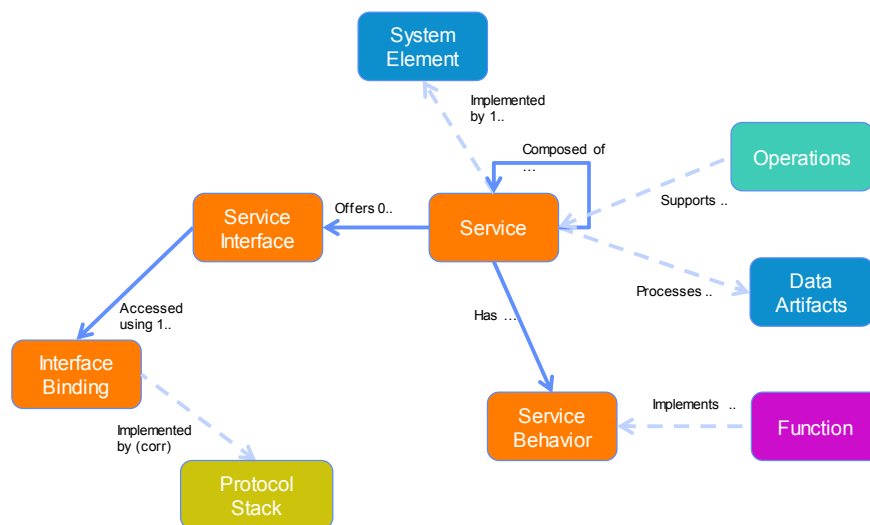 System
Element
Implemented
by 1..
Composed of
…
Operations
Supports ..
Service
Interface
Offers 0..
Service
Processes ..
Data
Artifacts
Accessed
using 1..
Has …
Interface
Binding
Implemented
by (corr)
Service
Behavior
Implements ..
Function
Protocol
Stack